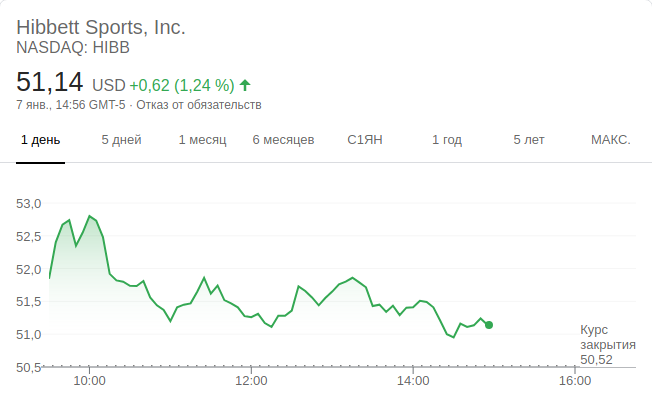 Hibbett Sports, Inc.
NASDAQ: HIBB
51,14 USD +0,62 (1,24 %)
7 янв., 14:56 GMT-5 · Отказ от обязательств
1 день 5 дней 1 месяц 6 месяцев С1ЯН 1 год 5 лет МАКС.
53,0
52,5
52,0
51,5
51,0
50,5
Курс
закрытия
50,52
10:00 12:00 14:00 16:00